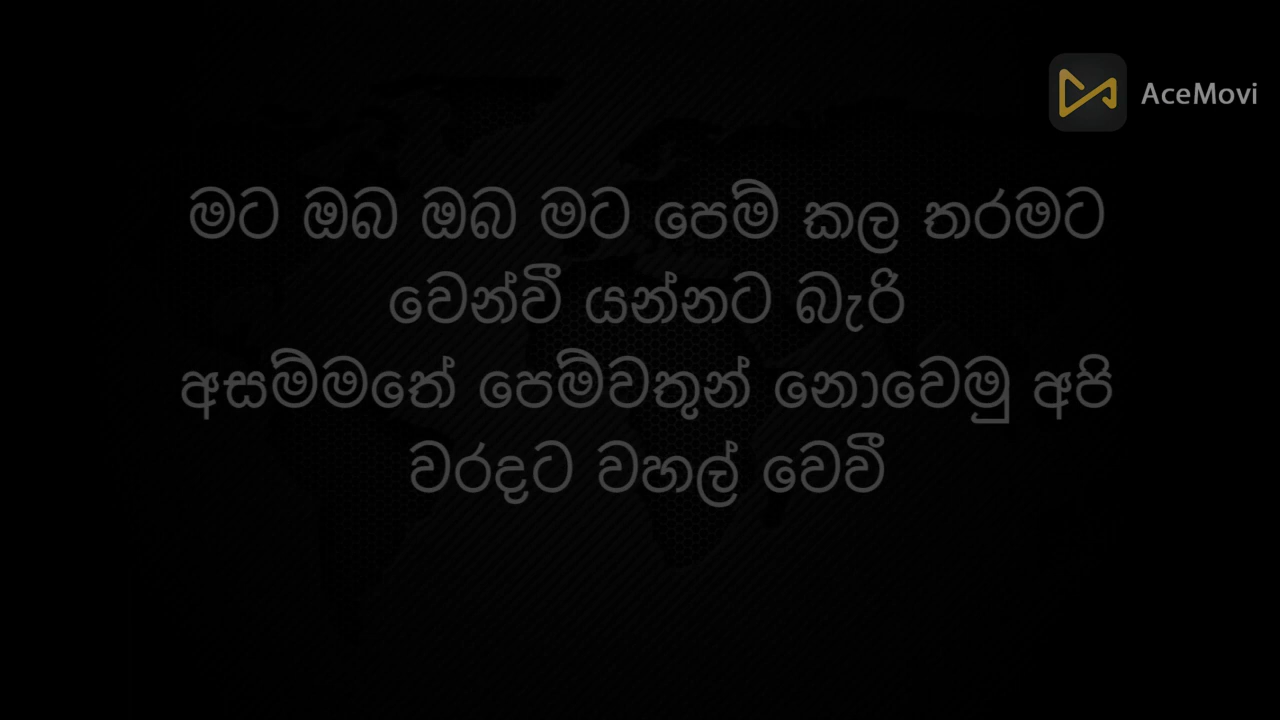 AceMovi
මට ඔබ ඔබ මට පෙම් කල තරමට
වෙන්වී යන්නට බැරි
අසම්මතේ පෙම්වතුන් නොවෙමු අපි
වරදට වහල් වෙවී